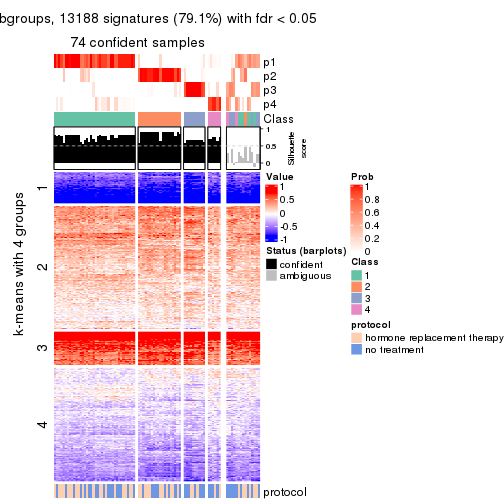 bgroups, 13188 signatures (79.1%) with fdr < 0.05
74 confident samples
p1
p2
p3
p4
Class
1
0.5
0
Silhouette
score
k-means with 4 groups
1
2
3
4
protocol
Value
1
0.5
0
-0.5
-1
Status (barplots)
confident
ambiguous
Prob
1
0.8
0.6
0.4
0.2
0
Class
1
2
3
4
protocol
hormone replacement therapy
no treatment